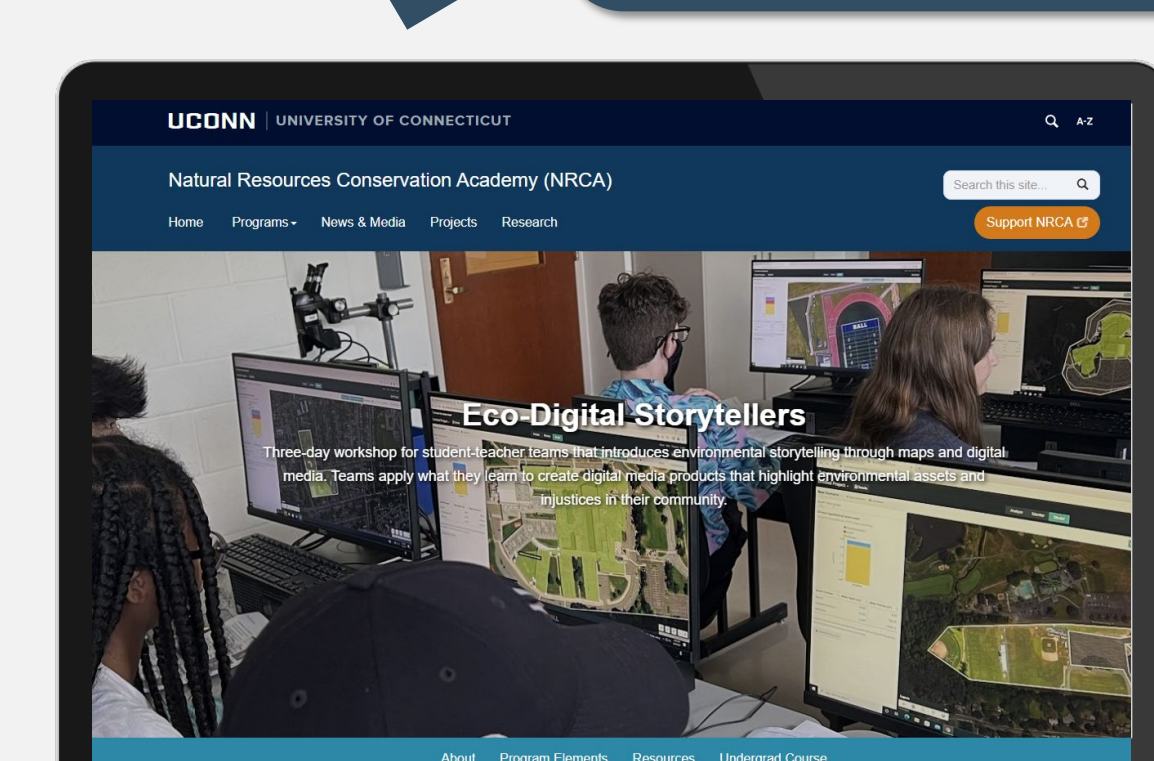 UCONN | UNIVERSITY OF CONNECTICUT
A-Z
Natural Resources Conservation Academy (NRCA)
Search this site...
Home Programs News & Media Projects Research
Support NRCA
Eco-Digital Storytellers
Three-day workshop for student-teacher teams that introduces environmental storytelling through maps and digital
media. Teams apply what they learn to create digital media products that highlight environmental assets and
injustices in their community.
About Program Elements Resources Undergrad Course